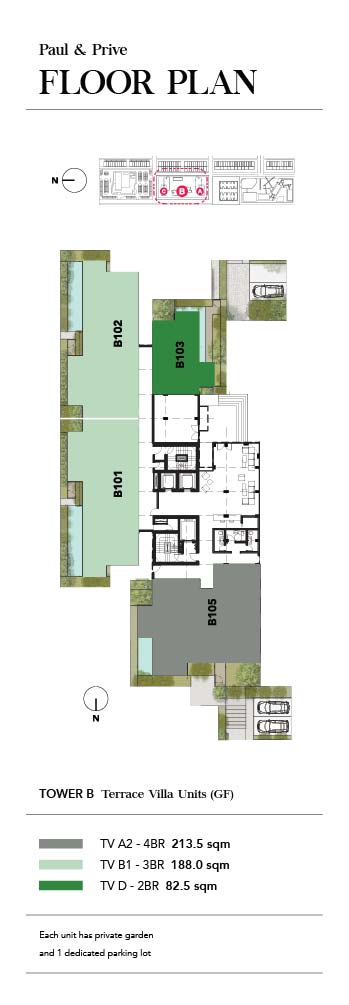 Paul & Prive
FLOOR PLAN
N
C B A
B102
B103
B101
B105
N
TOWER B Terrace Villa Units (GF)
TV A2 - 4BR 213.5 sqm
TV B1 - 3BR 188.0 sqm
TV D - 2BR 82.5 sqm
Each unit has private garden
and 1 dedicated parking lot